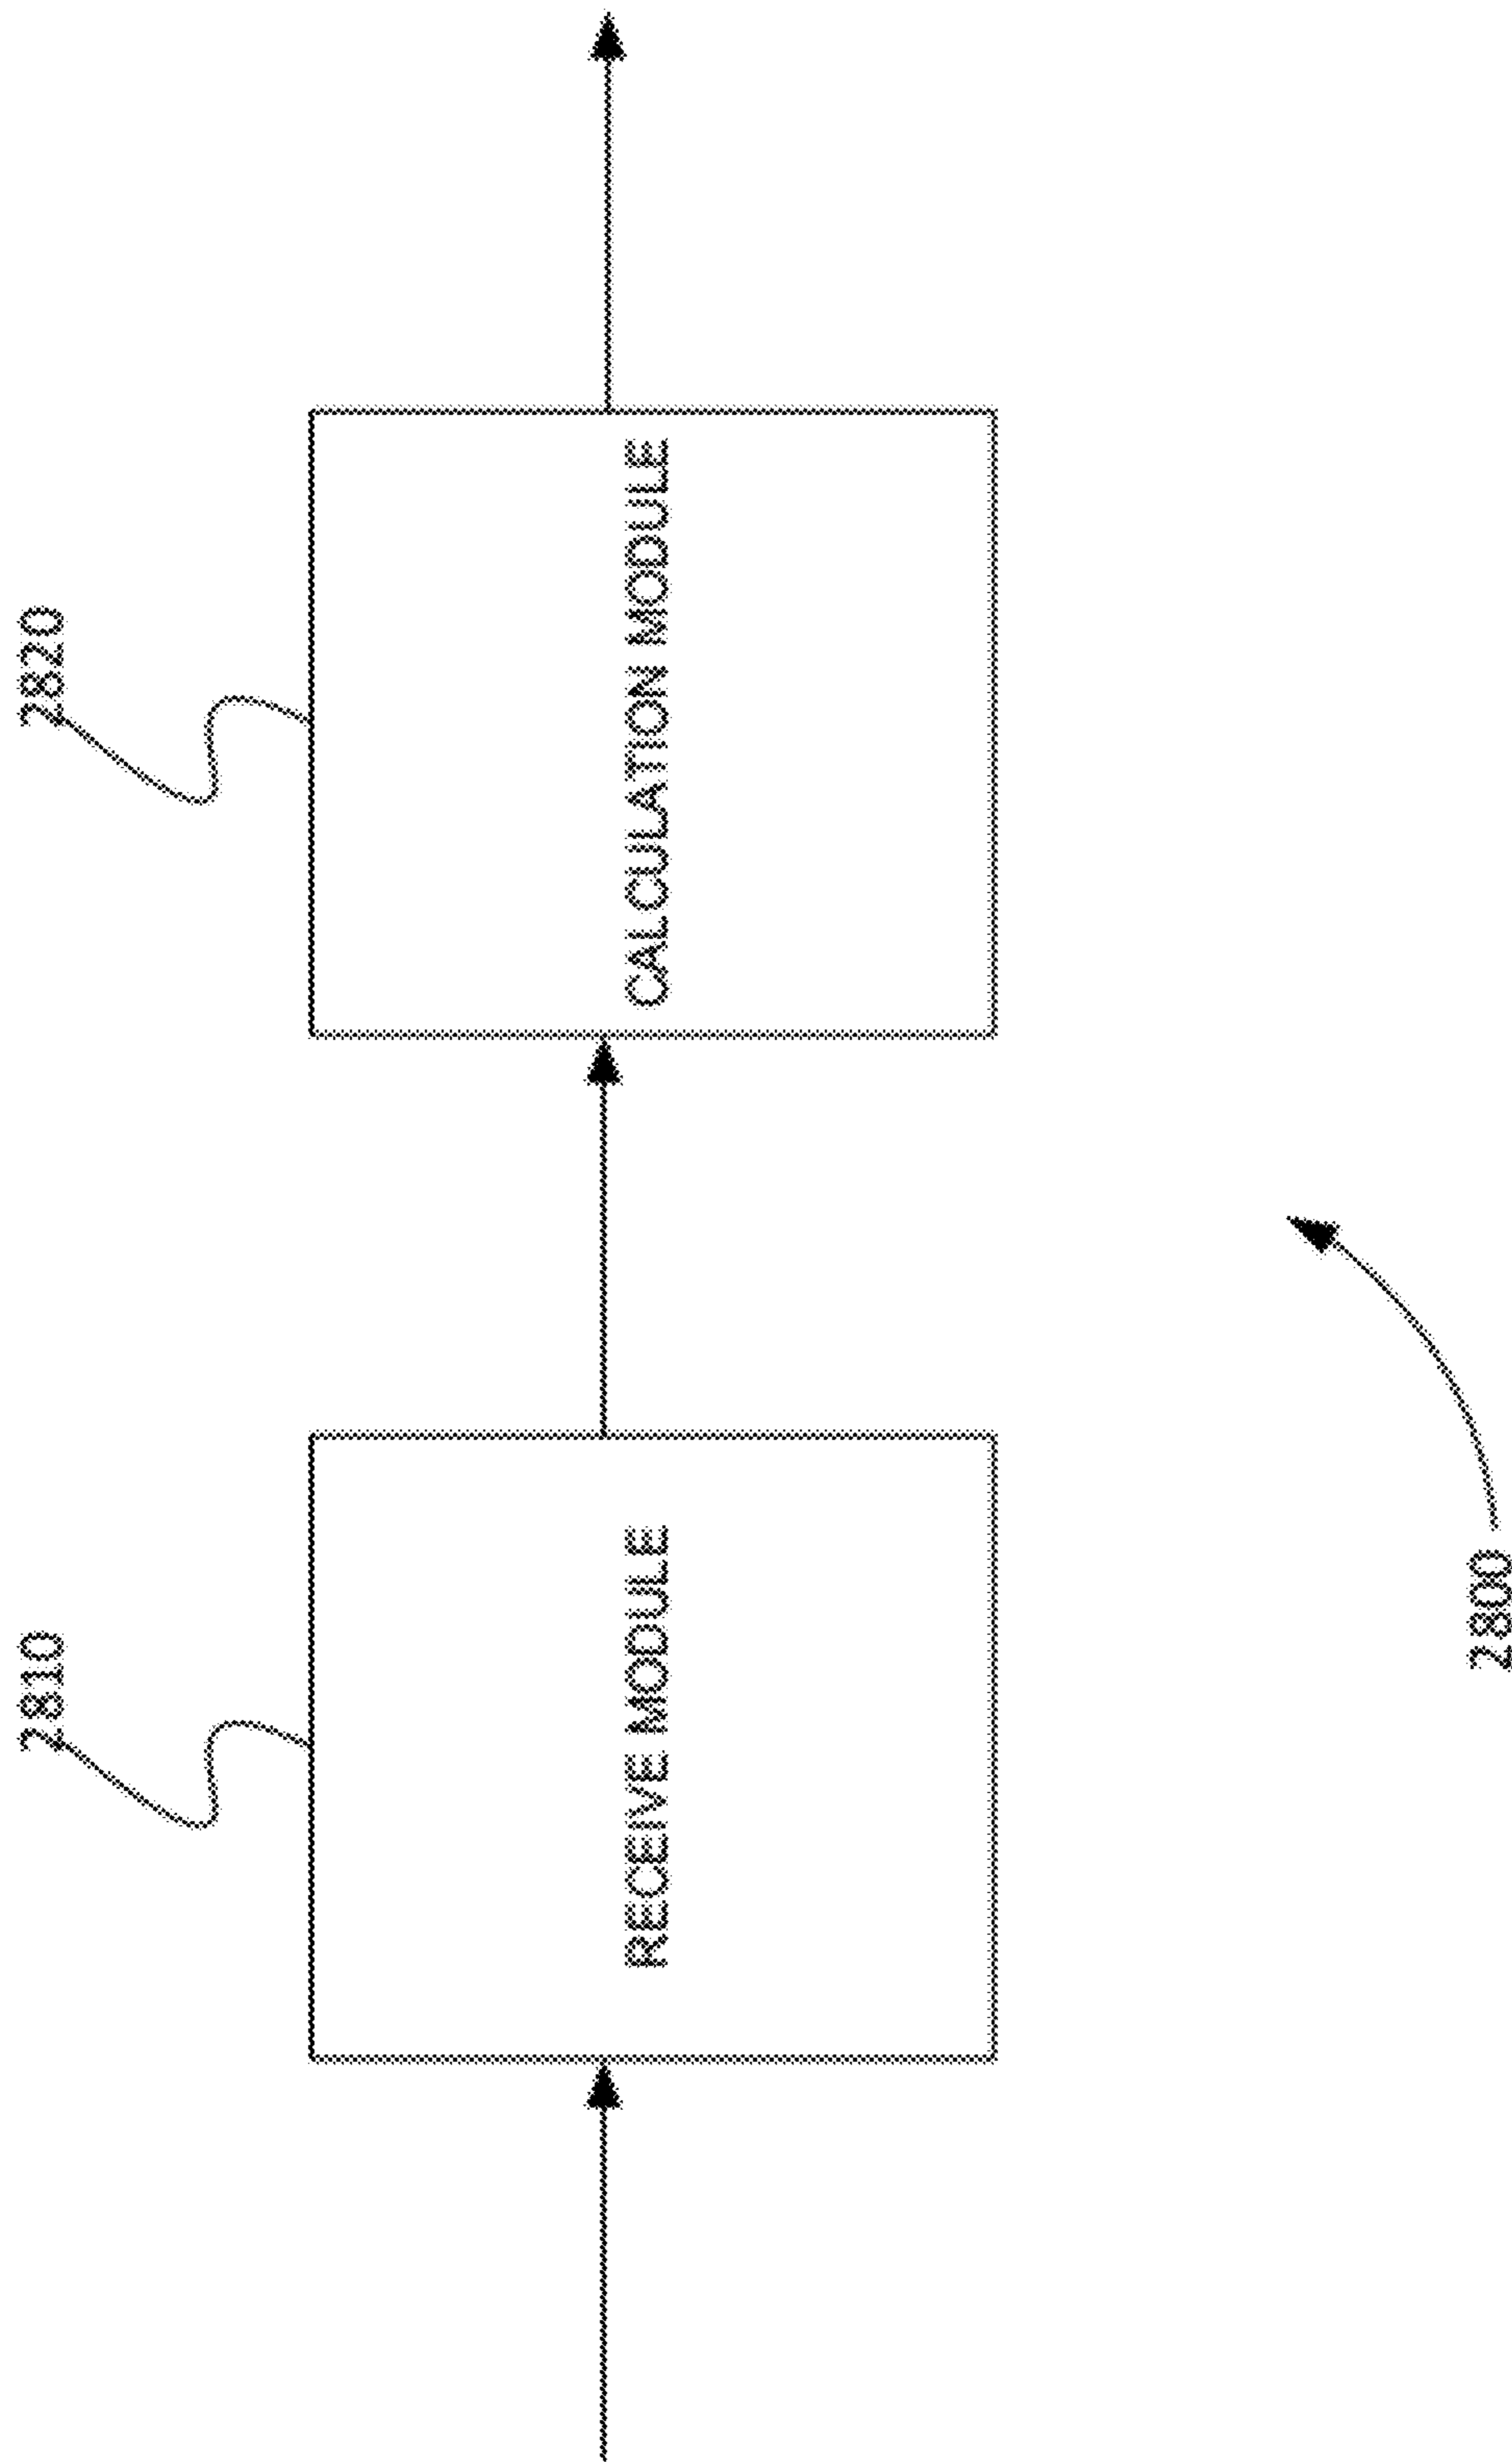 2810
2820
RECEIVE MODULE
CALCULATION MODULE
2800